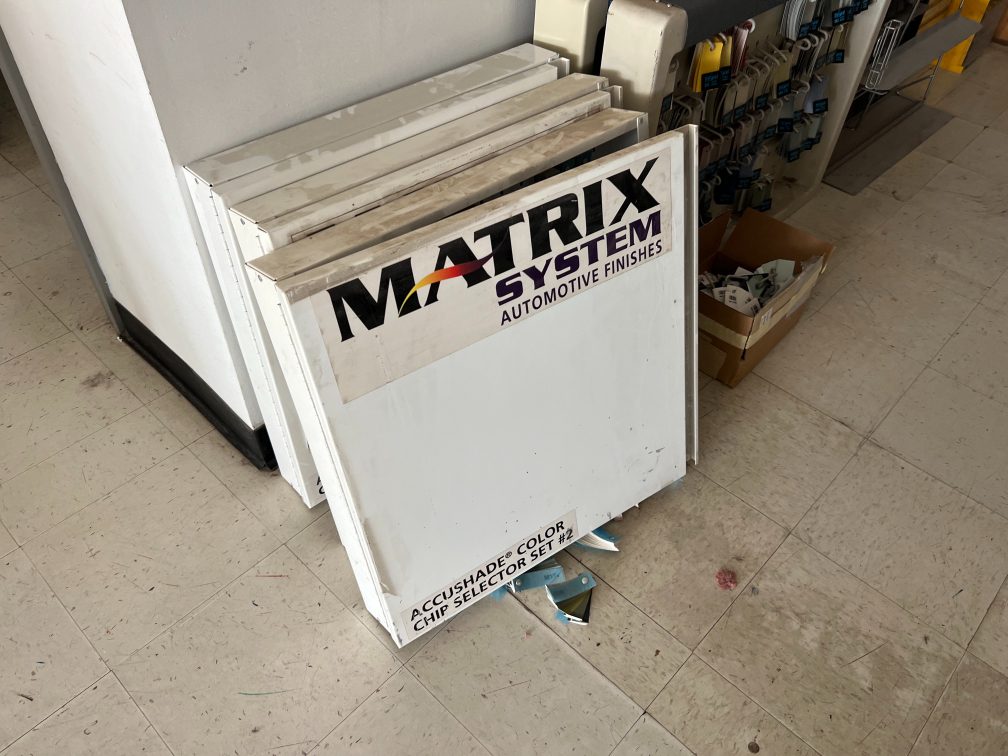 MATRIX
SYSTEM
AUTOMOTIVE FINISHES
ACCUSHADE® COLOR
CHIP SELECTOR SET #2